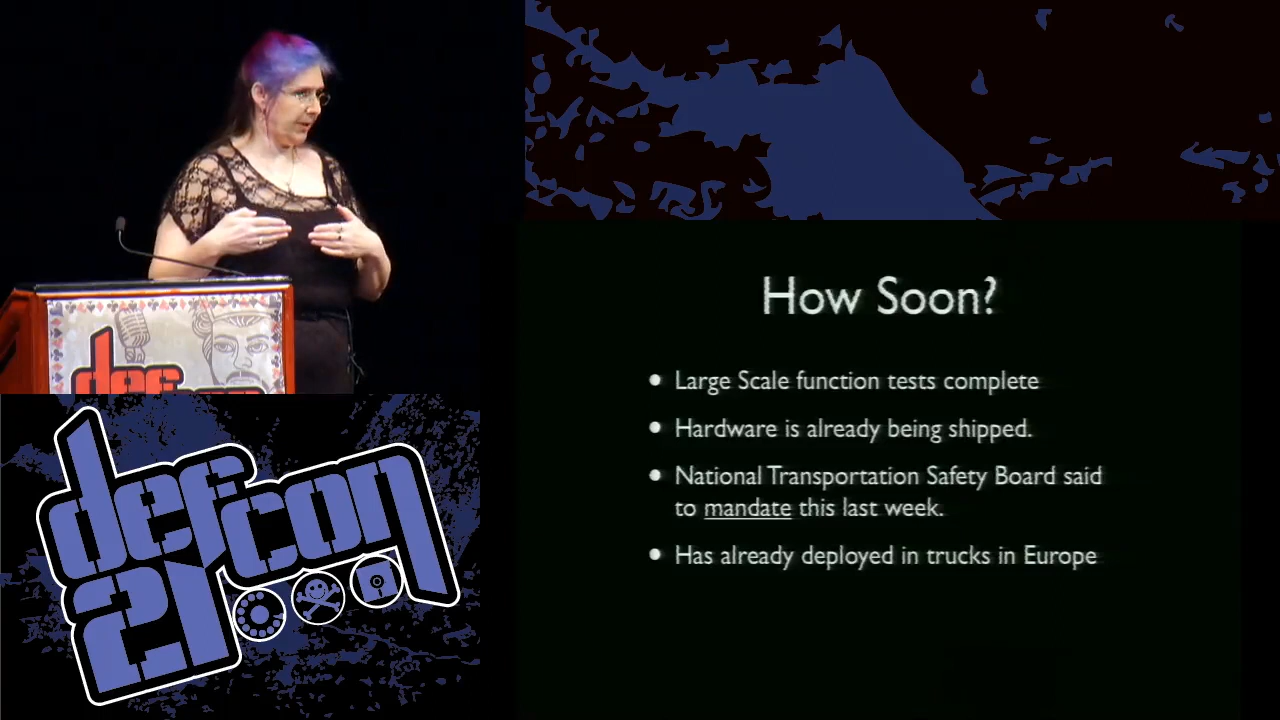 How Soon?
Large Scale function tests complete
Hardware is already being shipped.
National Transportation Safety Board said
to mandate this last week.
Has already deployed in trucks in Europe
def
defcon
21